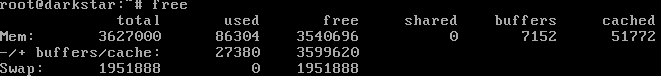 root@darkstar:~# free
total used free shared buffers cached
Mem: 3627000 86304 3540696 0 7152 51772
-/+ buffers/cache: 27380 3599620
Swap: 1951888 0 1951888